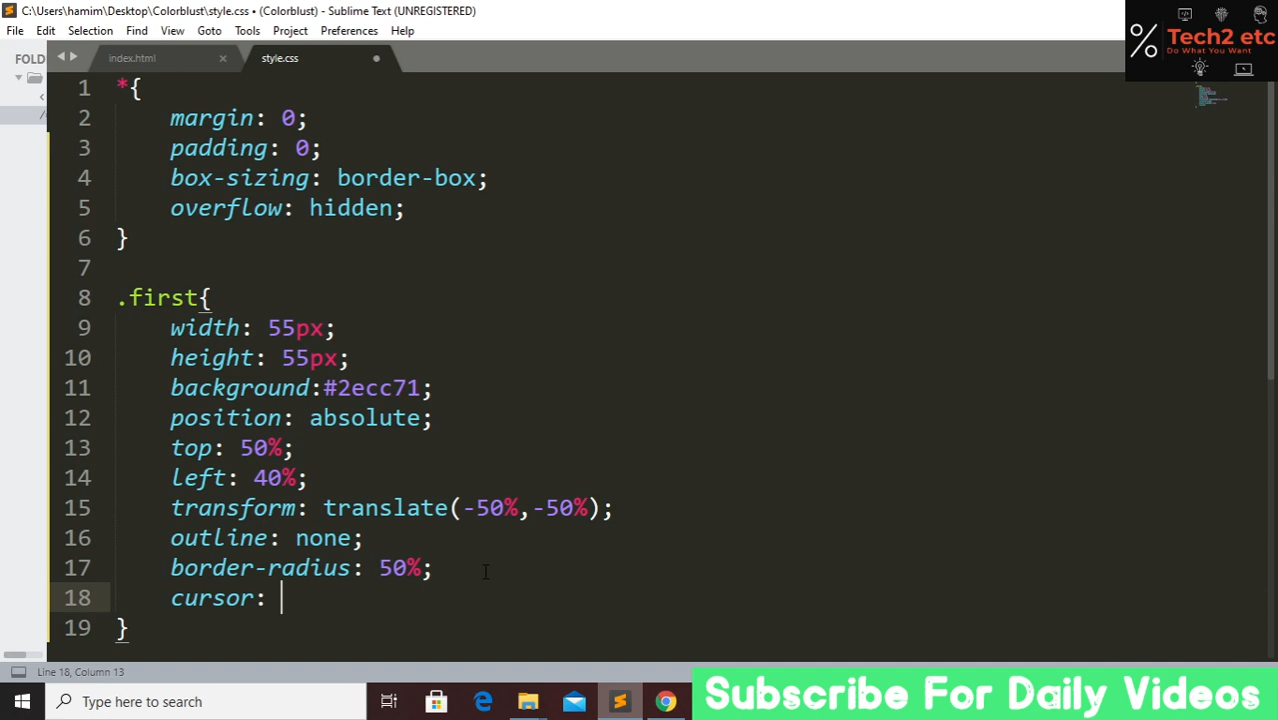 C:\Users\hamim\Desktop\Colorblust\style.css • (Colorblust) - Sublime Text (UNREGISTERED)
File Edit Selection Find View Goto Tools Project Preferences Help
Tech2 etc
Do What You Want
FOLD
index.html ×
style.css
1 *{
2 margin: 0;
3 padding: 0;
4 box-sizing: border-box;
5 overflow: hidden;
6 }
7
8 .first{
9 width: 55px;
10 height: 55px;
11 background:#2ecc71;
12 position: absolute;
13 top: 50%;
14 left: 40%;
15 transform: translate(-50%,-50%);
16 outline: none;
17 border-radius: 50%;
18 cursor:
19 }
Line 18, Column 13
Type here to search
Subscribe For Daily Videos